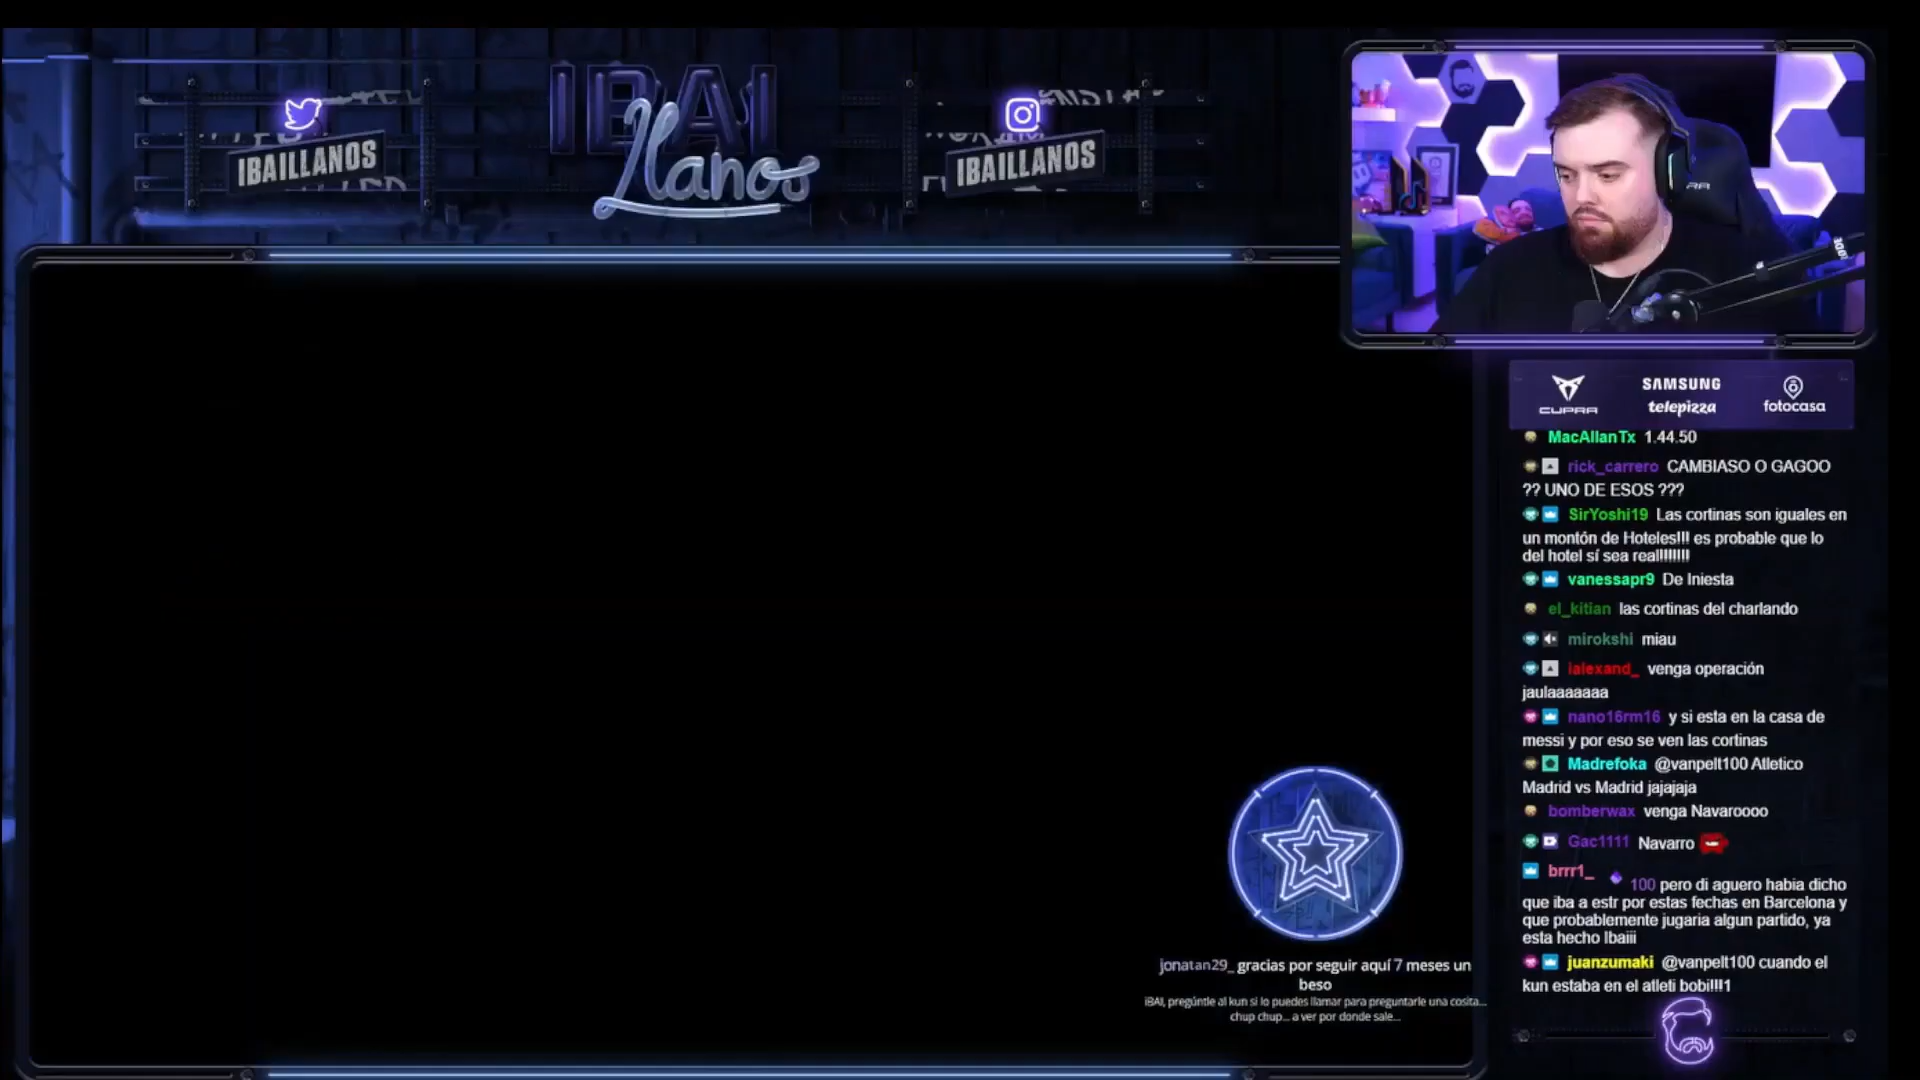 IBAILLANOS
IBAI
Llanos
IBAILLANOS
CUPRA
SAMSUNG
telepizza
fotocasa
MacAllanTx 1.44.50
rick_carrero CAMBIASO O GAGOO
?? UNO DE ESOS ???
SirYoshi19 Las cortinas son iguales en
un montón de Hoteles!!! es probable que lo
del hotel sí sea real!!!!!!!
vanessapr9 De Iniesta
el_kitian las cortinas del charlando
mirokshi miau
ialexand_ venga operación
jaulaaaaaaa
nano16rm16 y si esta en la casa de
messi y por eso se ven las cortinas
Madrefoka @vanpelt100 Atletico
Madrid vs Madrid jajajaja
bomberwax venga Navaroooo
Gac1111 Navarro
brrr1_ 100 pero di aguero habia dicho
que iba a estr por estas fechas en Barcelona y
que probablemente jugaria algun partido, ya
esta hecho Ibaiii
juanzumaki @vanpelt100 cuando el
kun estaba en el atleti bobi!!!1
jonatan29_ gracias por seguir aquí 7 meses un
beso
iBAI, pregúntle al kun si lo puedes llamar para preguntarle una cosita...
chup chup... a ver por donde sale...